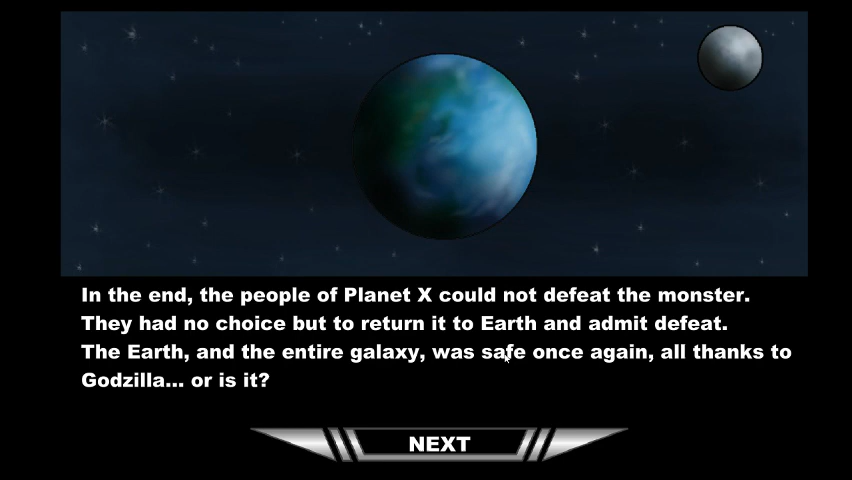 In the end, the people of Planet X could not defeat the monster.
They had no choice but to return it to Earth and admit defeat.
The Earth, and the entire galaxy, was safe once again, all thanks to
Godzilla... or is it?
NEXT